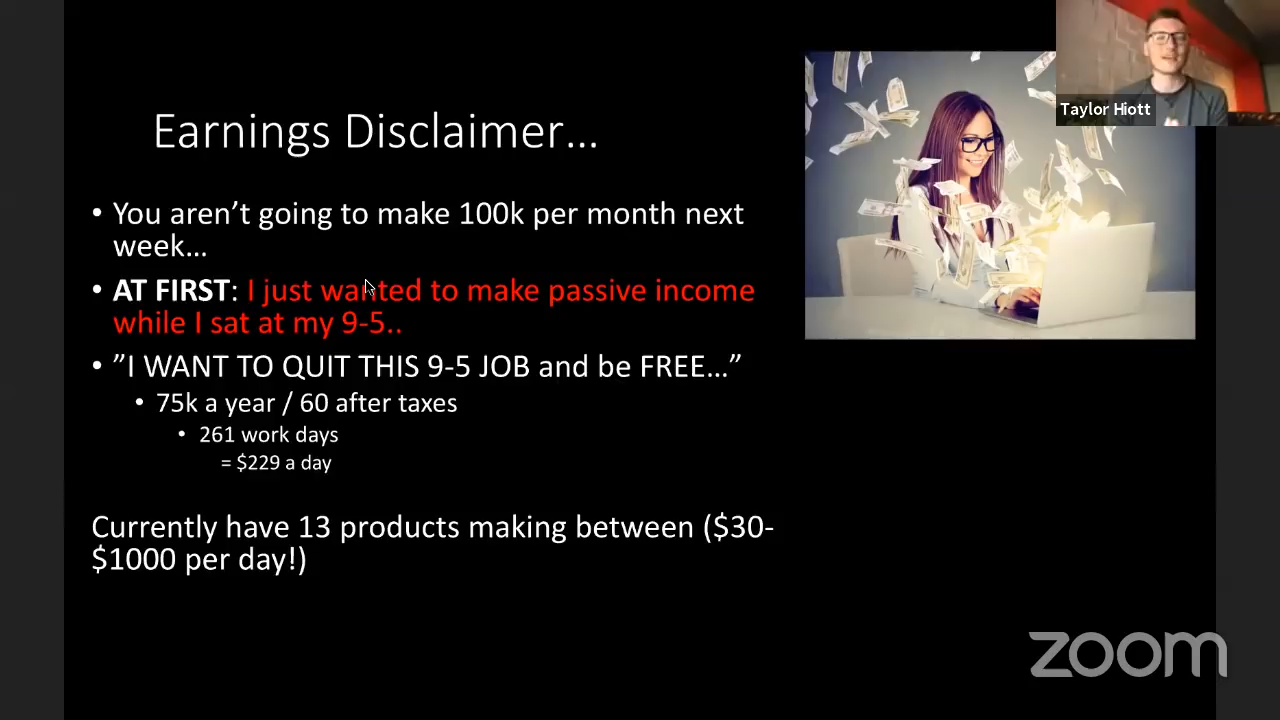 Taylor Hiott
Earnings Disclaimer…
• You aren’t going to make 100k per month next
week…
• AT FIRST: I just wanted to make passive income
while I sat at my 9-5..
• ”I WANT TO QUIT THIS 9-5 JOB and be FREE…”
• 75k a year / 60 after taxes
• 261 work days
= $229 a day
Currently have 13 products making between ($30-
$1000 per day!)
zoom